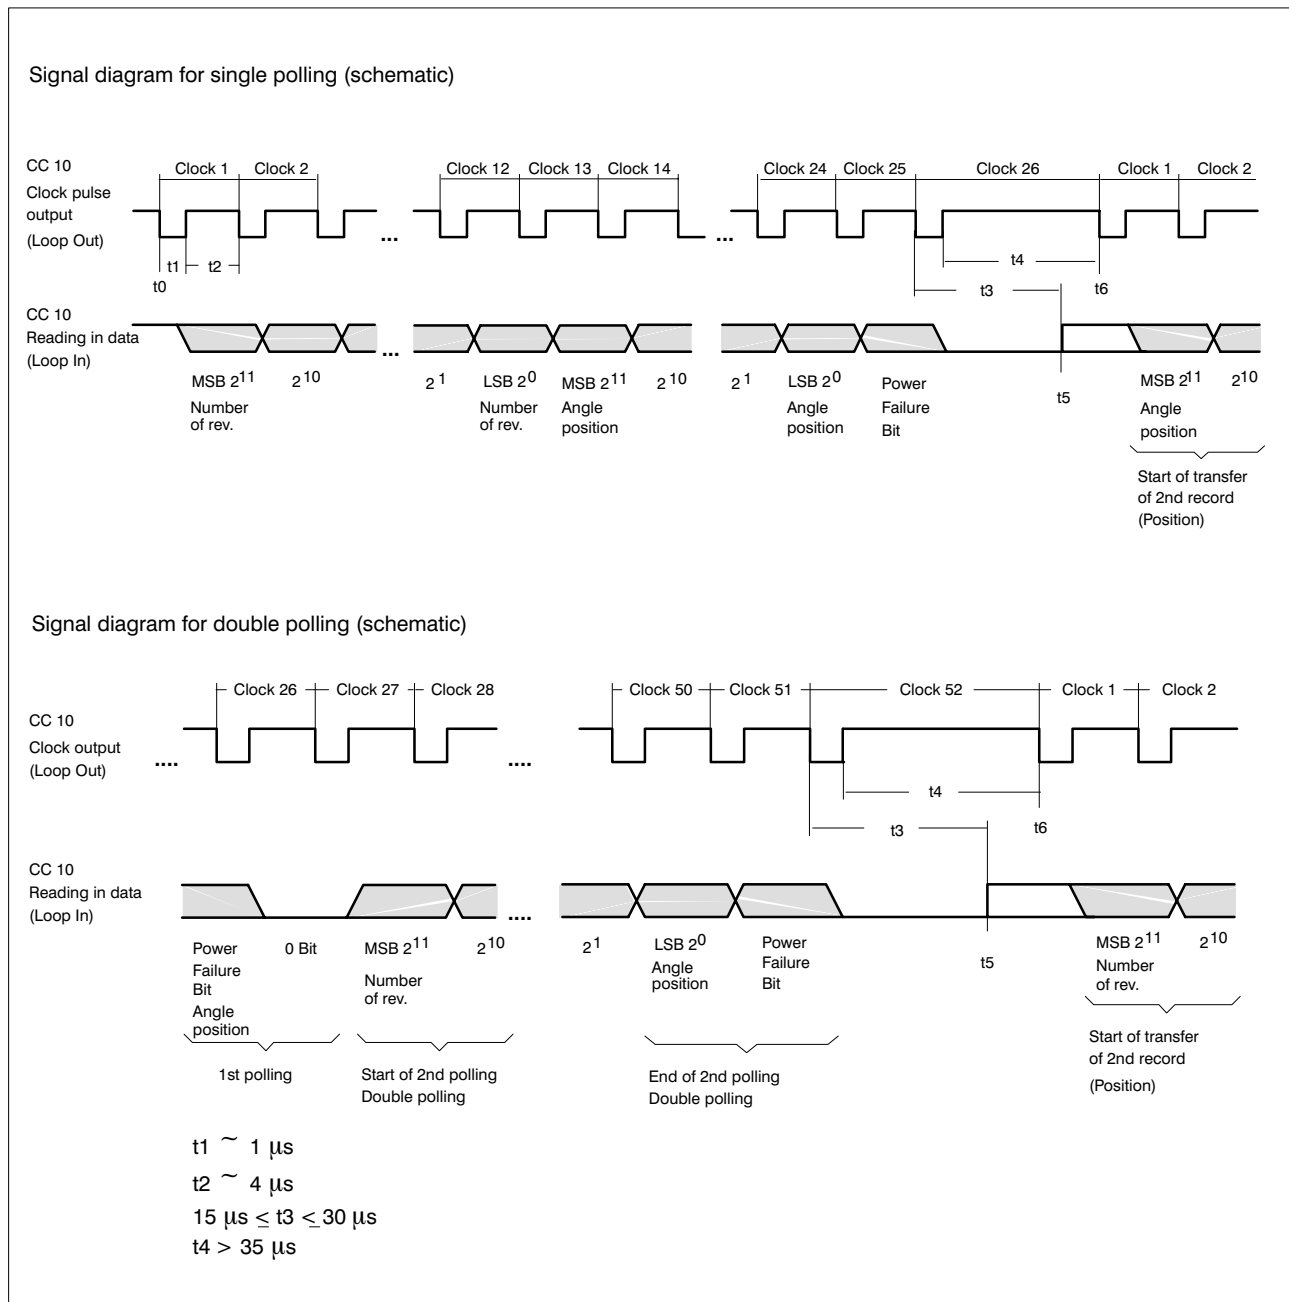 Signal diagram for single polling (schematic)
CC 10
Clock pulse
output
(Loop Out)
Clock 1 Clock 2 Clock 12 Clock 13 Clock 14 Clock 24 Clock 25 Clock 26 Clock 1 Clock 2
... ...
t1 t2 t4
t0 t3 t6
CC 10
Reading in data
(Loop In)
...
MSB 2^11
Number
of rev.
2^10
2^1
LSB 2^0
Number
of rev.
MSB 2^11
Angle
position
2^10
2^1
LSB 2^0
Angle
position
Power
Failure
Bit
t5
MSB 2^11
Angle
position
2^10
Start of transfer
of 2nd record
(Position)
Signal diagram for double polling (schematic)
CC 10
Clock output
(Loop Out)
Clock 26 Clock 27 Clock 28 Clock 50 Clock 51 Clock 52 Clock 1 Clock 2
.... ....
t4
t3 t6
CC 10
Reading in data
(Loop In)
....
Power
Failure
Bit
Angle
position
0 Bit
MSB 2^11
Number
of rev.
2^10
2^1
LSB 2^0
Angle
position
Power
Failure
Bit
t5
MSB 2^11
Number
of rev.
2^10
1st polling
Start of 2nd polling
Double polling
End of 2nd polling
Double polling
Start of transfer
of 2nd record
(Position)
t1 ~ 1 µs
t2 ~ 4 µs
15 µs ≤ t3 ≤ 30 µs
t4 > 35 µs